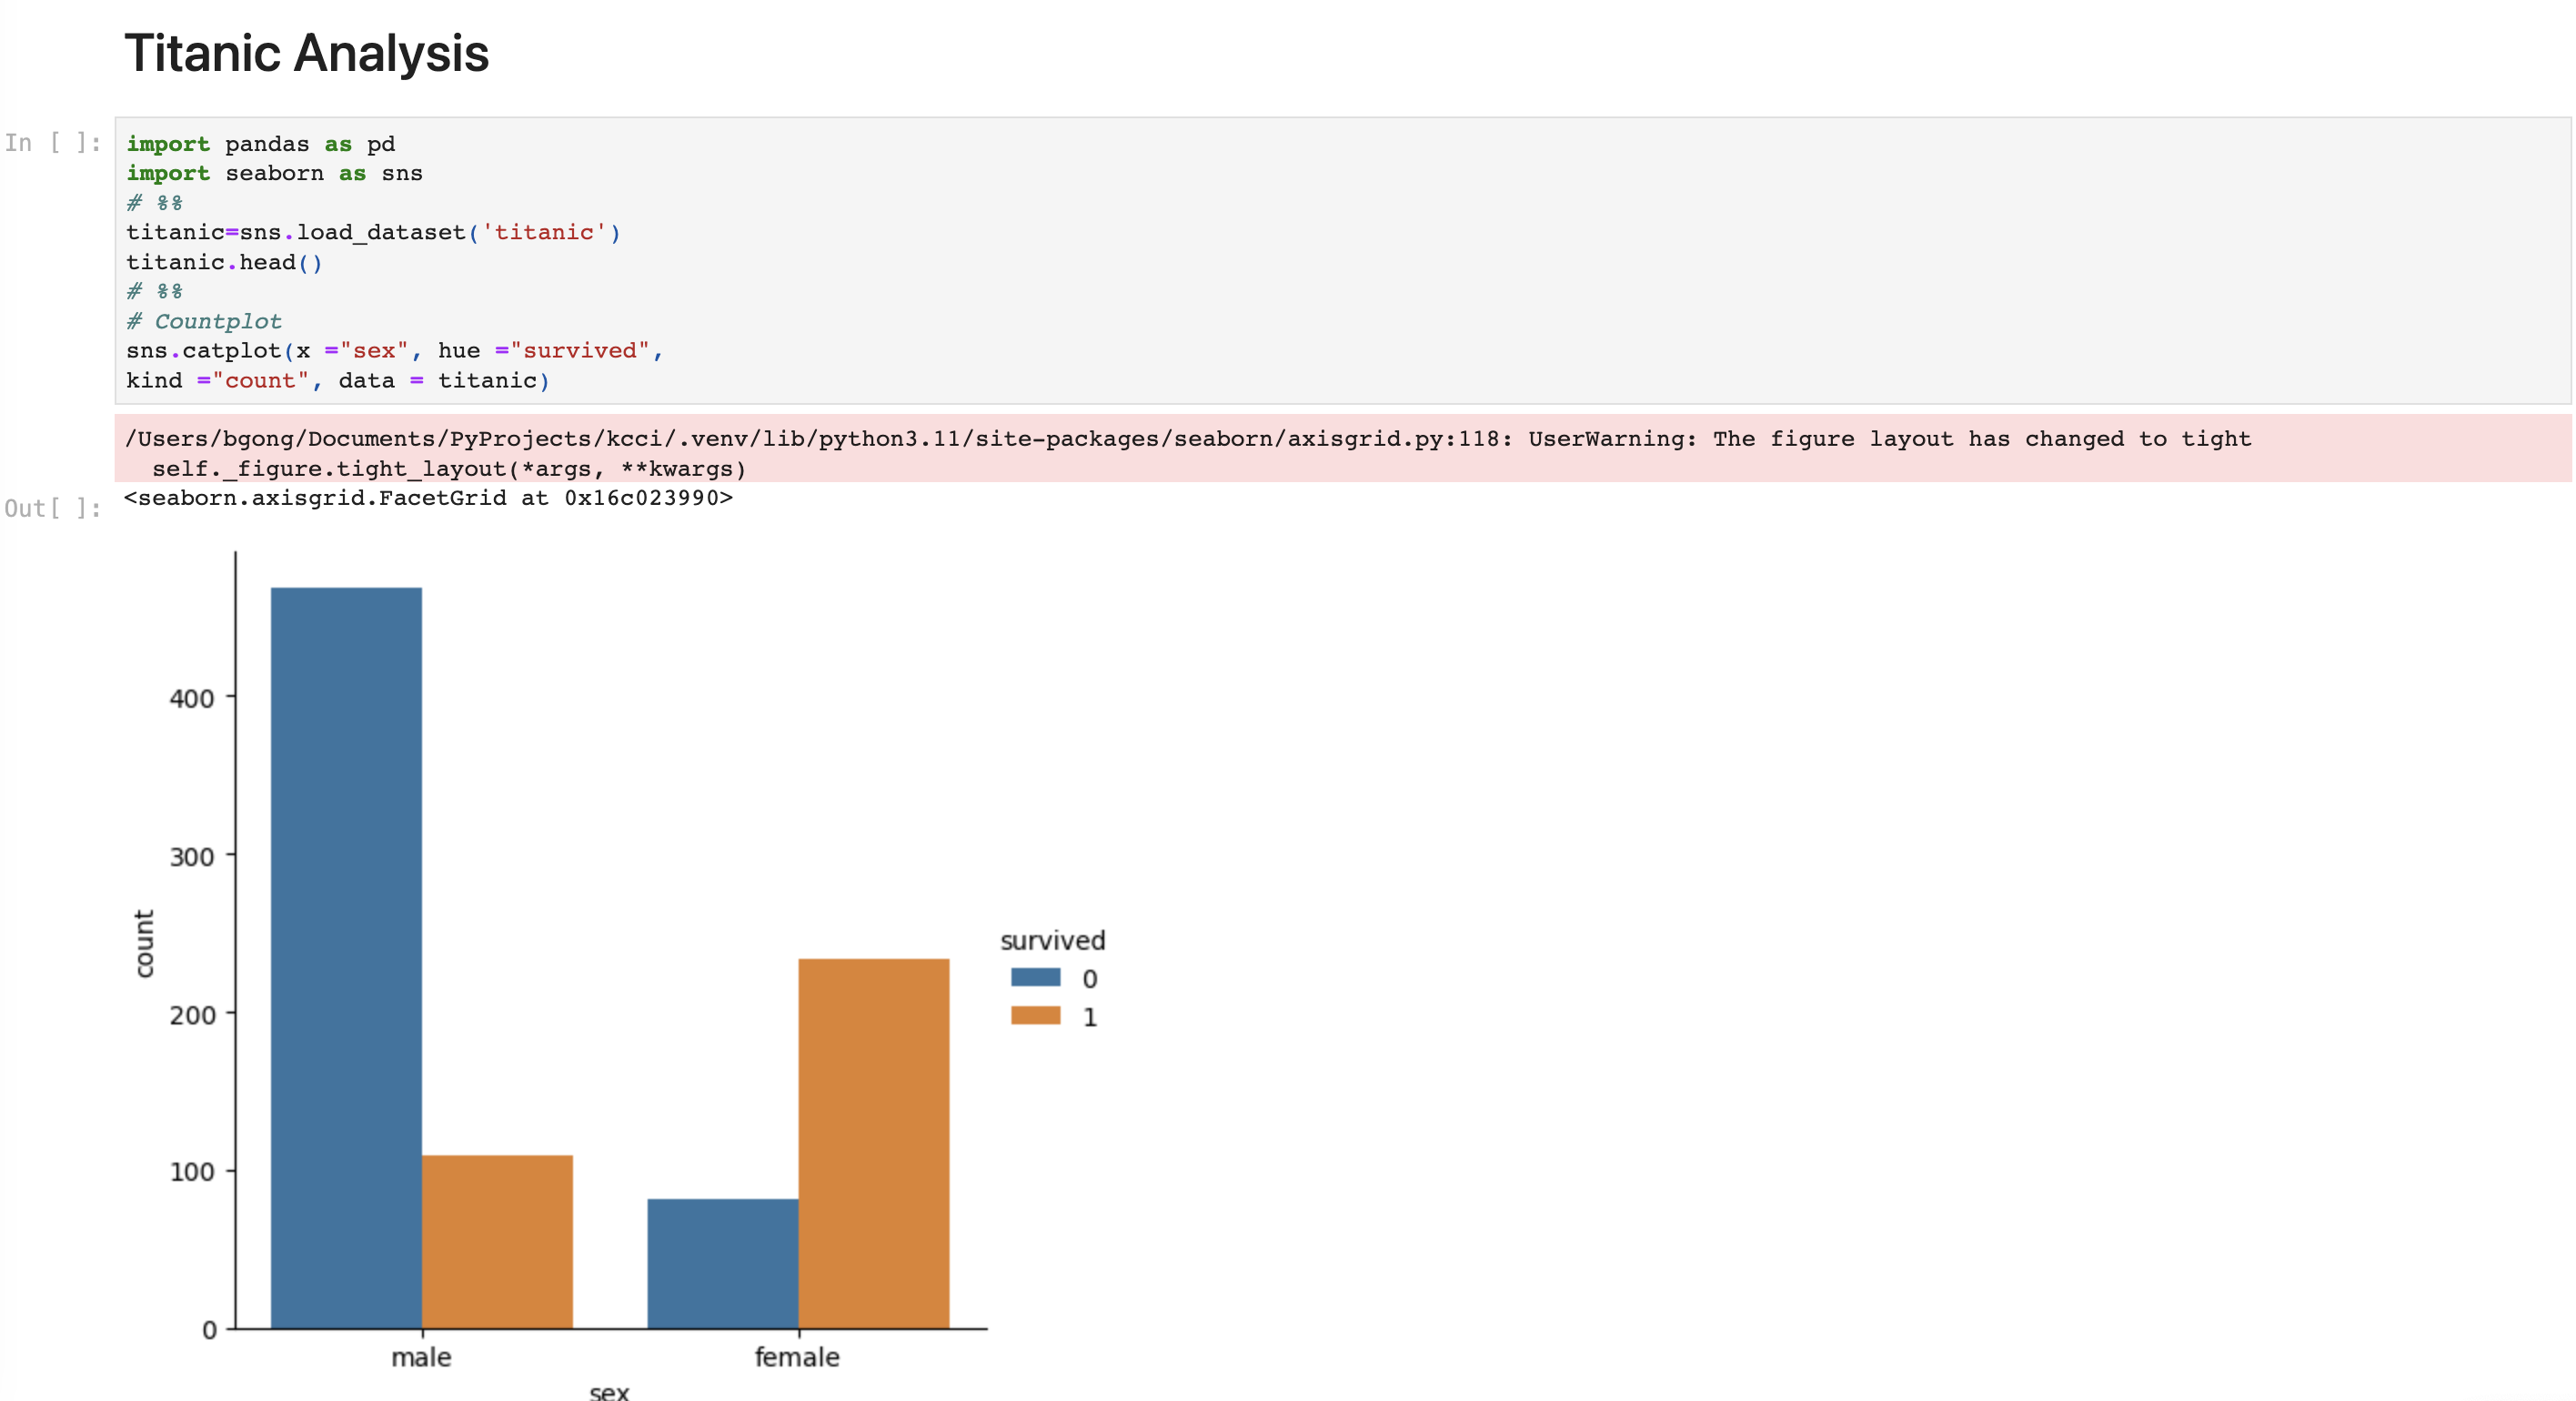 Titanic Analysis
In [ ]:
import pandas as pd
import seaborn as sns
# %%
titanic=sns.load_dataset('titanic')
titanic.head()
# %%
# Countplot
sns.catplot(x ="sex", hue ="survived",
kind ="count", data = titanic)
/Users/bgong/Documents/PyProjects/kcci/.venv/lib/python3.11/site-packages/seaborn/axisgrid.py:118: UserWarning: The figure layout has changed to tight
  self._figure.tight_layout(*args, **kwargs)
Out[ ]:
<seaborn.axisgrid.FacetGrid at 0x16c023990>
400
300
200
100
0
count
male
female
sex
survived
0
1